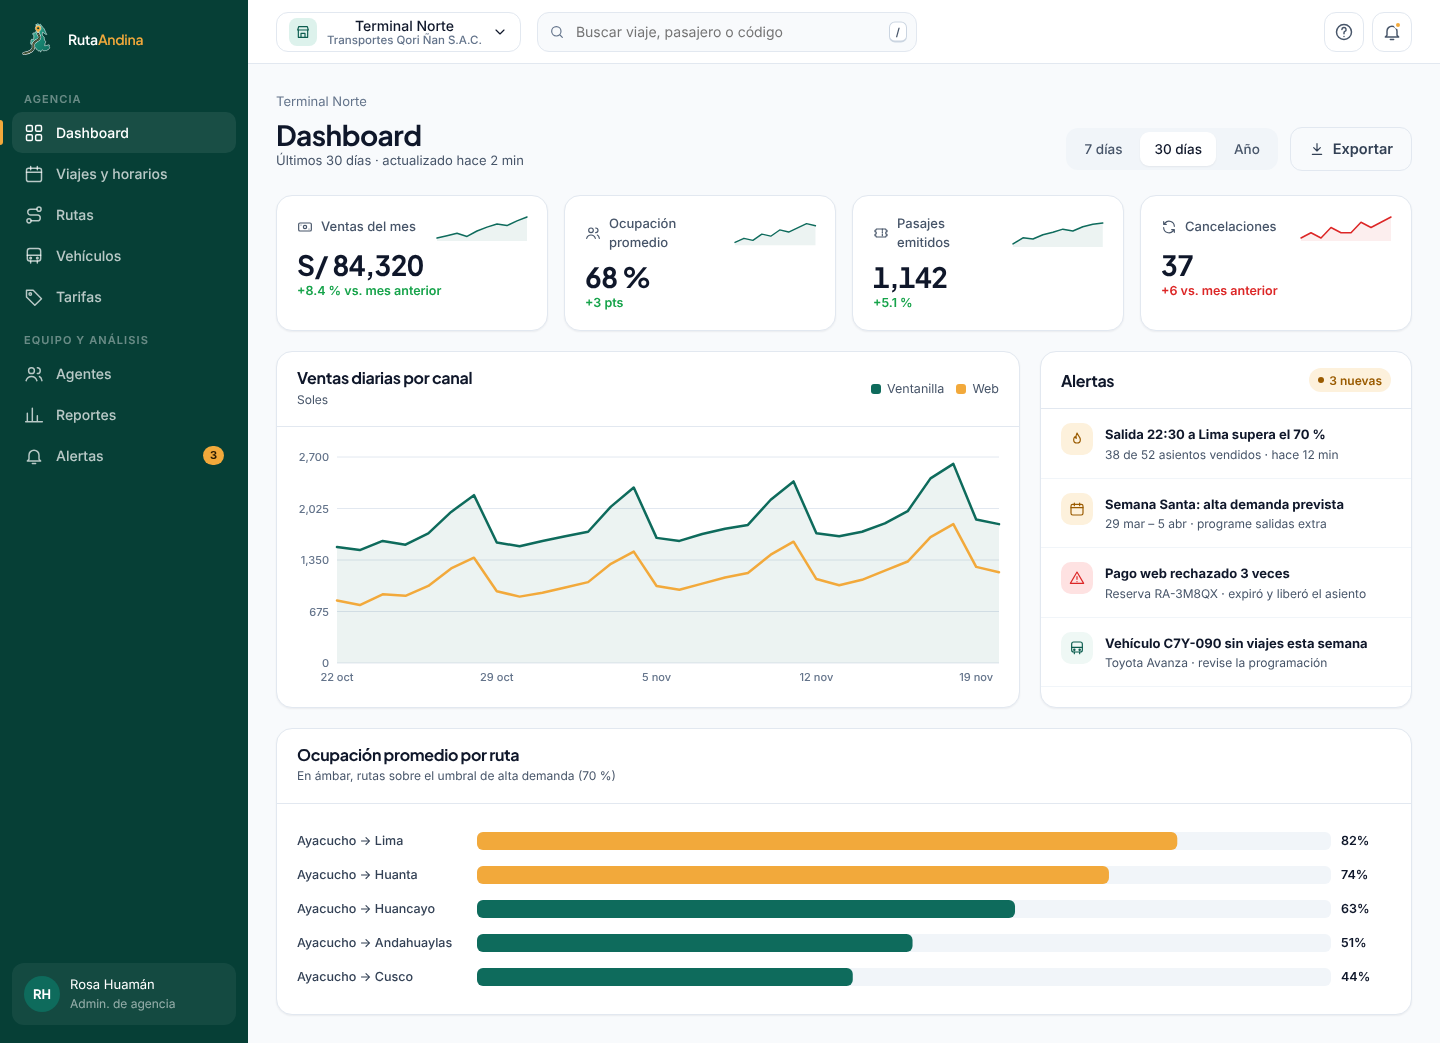 RutaAndina
AGENCIA
Dashboard
Viajes y horarios
Rutas
Vehículos
Tarifas
EQUIPO Y ANÁLISIS
Agentes
Reportes
Alertas
3
RH
Rosa Huamán
Admin. de agencia
Terminal Norte
Transportes Qori Ñan S.A.C.
Buscar viaje, pasajero o código
/
Terminal Norte
Dashboard
Últimos 30 días · actualizado hace 2 min
7 días
30 días
Año
Exportar
Ventas del mes
S/ 84,320
+8.4 % vs. mes anterior
Ocupación
promedio
68 %
+3 pts
Pasajes
emitidos
1,142
+5.1 %
Cancelaciones
37
+6 vs. mes anterior
Ventas diarias por canal
Soles
Ventanilla
Web
2,700
2,025
1,350
675
0
22 oct
29 oct
5 nov
12 nov
19 nov
Alertas
3 nuevas
Salida 22:30 a Lima supera el 70 %
38 de 52 asientos vendidos · hace 12 min
Semana Santa: alta demanda prevista
29 mar – 5 abr · programe salidas extra
Pago web rechazado 3 veces
Reserva RA-3M8QX · expiró y liberó el asiento
Vehículo C7Y-090 sin viajes esta semana
Toyota Avanza · revise la programación
Ocupación promedio por ruta
En ámbar, rutas sobre el umbral de alta demanda (70 %)
Ayacucho → Lima
82%
Ayacucho → Huanta
74%
Ayacucho → Huancayo
63%
Ayacucho → Andahuaylas
51%
Ayacucho → Cusco
44%